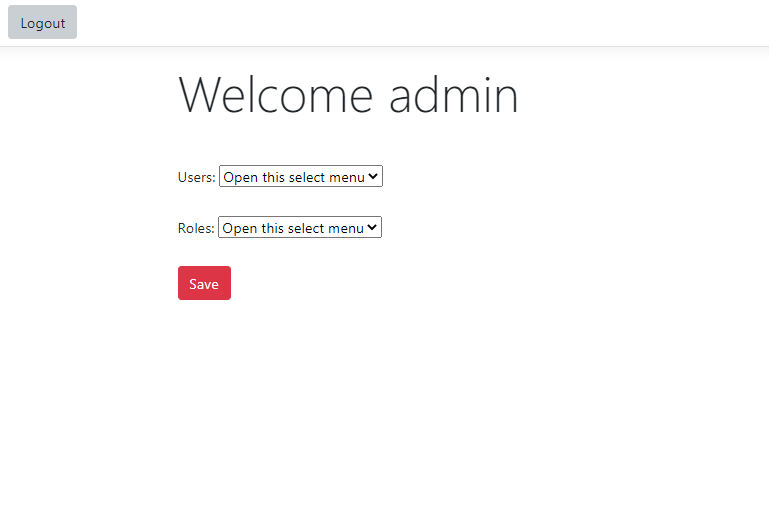 Logout
Welcome admin
Users: Open this select menu
Roles: Open this select menu
Save